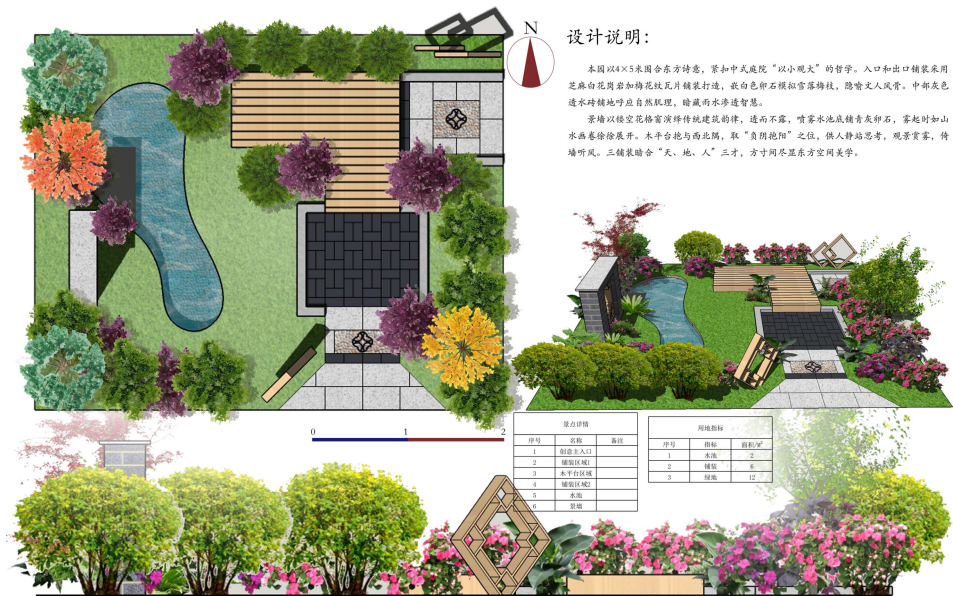 N
设计说明：
本园以4×5米围合东方诗意，紧扣中式庭院“以小观大”的哲学。入口和出口铺装采用
芝麻白花岗岩加梅花纹瓦片铺装打造，嵌白色卵石模拟雪落梅枝，隐喻文人风骨。中部灰色
透水砖铺地呼应自然肌理，暗藏雨水渗透智慧。
景墙以镂空花格窗演绎传统建筑韵律，透而不露，喷雾水池底铺青灰卵石，雾起时如山
水画卷徐徐展开。木平台抱与西北隅，取“负阴抱阳”之位，供人静站思考，观景赏雾，倚
墙听风。三铺装暗合“天、地、人”三才，方寸间尽显东方空间美学。
0 1 2
景点详情
序号 名称 备注
1 创意主入口
2 铺装区域1
3 木平台区域
4 铺装区域2
5 水池
6 景墙
用地指标
序号 指标 面积/m²
1 水池 2
2 铺装 6
3 绿地 12